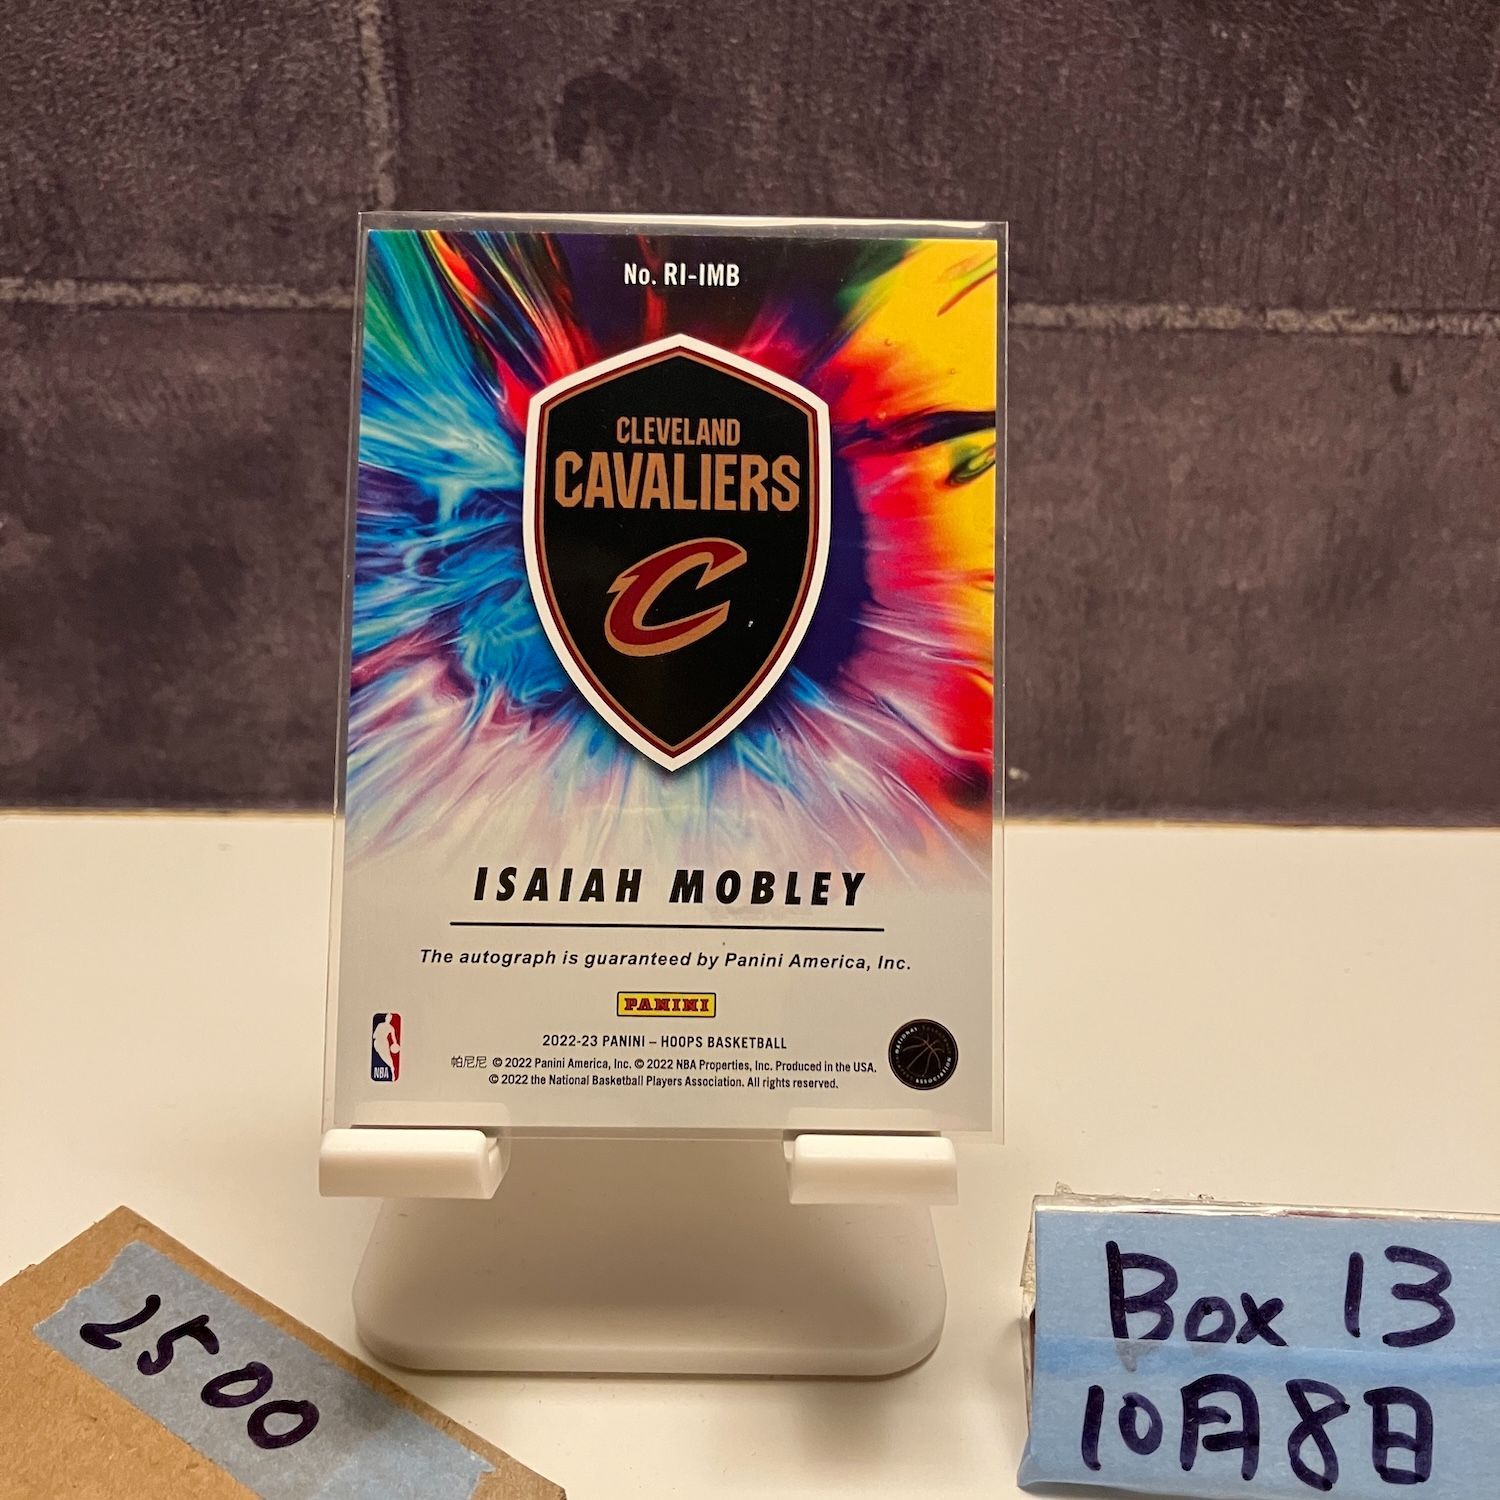 No. RI-IMB
CLEVELAND
CAVALIERS
C
ISAIAH MOBLEY
The autograph is guaranteed by Panini America, Inc.
PANINI
2022-23 PANINI – HOOPS BASKETBALL
帕尼尼 © 2022 Panini America, Inc. © 2022 NBA Properties, Inc. Produced in the USA.
© 2022 the National Basketball Players Association. All rights reserved.
NBA
2500
Box 13
10月8日